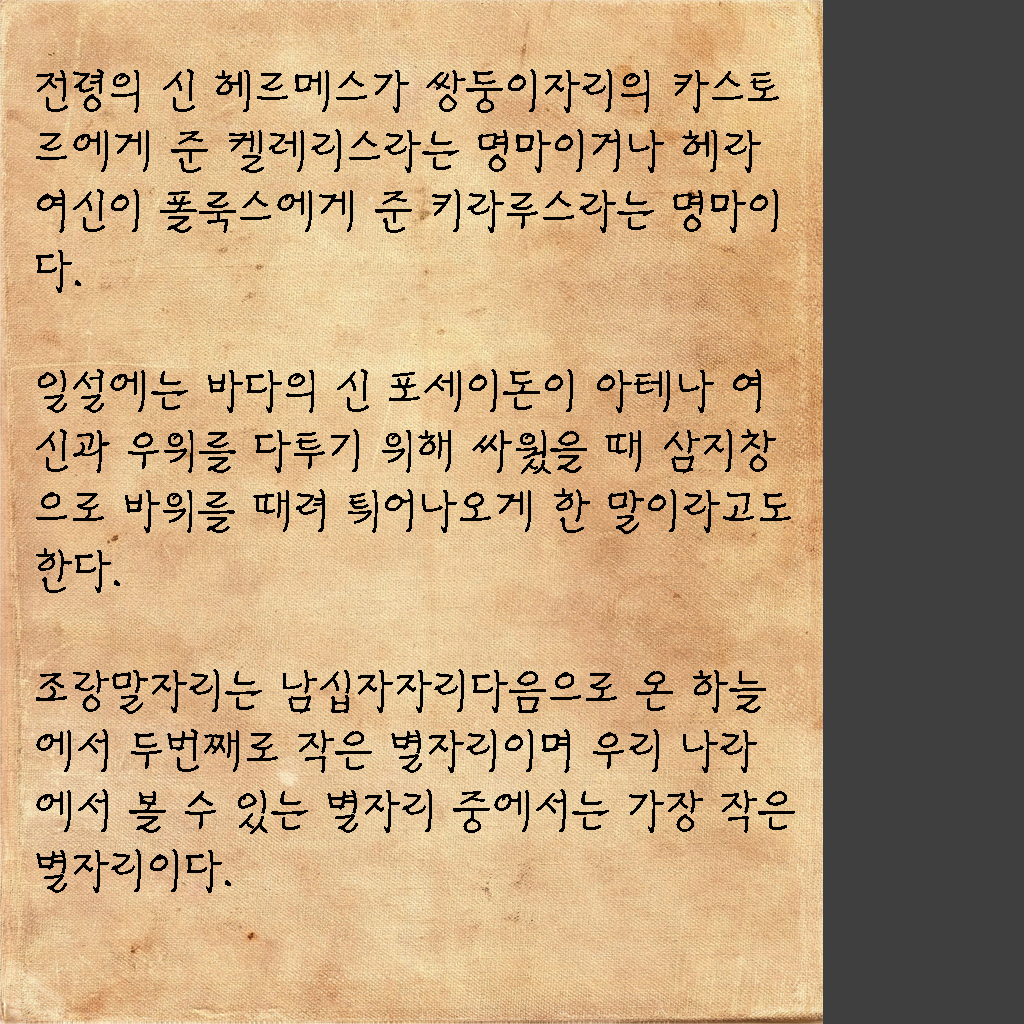 전령의 신 헤르메스가 쌍둥이자리의 카스토
르에게 준 켈레리스라는 명마이거나 헤라
여신이 폴룩스에게 준 키라루스라는 명마이
다.
일설에는 바다의 신 포세이돈이 아테나 여
신과 우위를 다투기 위해 싸웠을 때 삼지창
으로 바위를 때려 튀어나오게 한 말이라고도
한다.
조랑말자리는 남십자자리다음으로 온 하늘
에서 두번째로 작은 별자리이며 우리 나라
에서 볼 수 있는 별자리 중에서는 가장 작은
별자리이다.